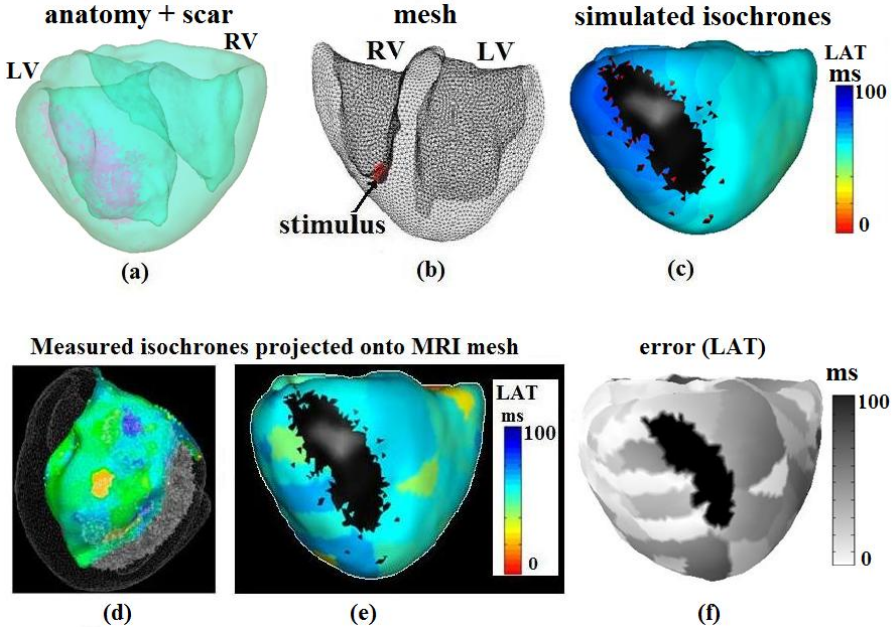 anatomy + scar
LV
RV
(a)
mesh
RV
LV
stimulus
(b)
simulated isochrones
LAT
ms
100
0
(c)
Measured isochrones projected onto MRI mesh
(d)
LAT
ms
100
0
(e)
error (LAT)
ms
100
0
(f)